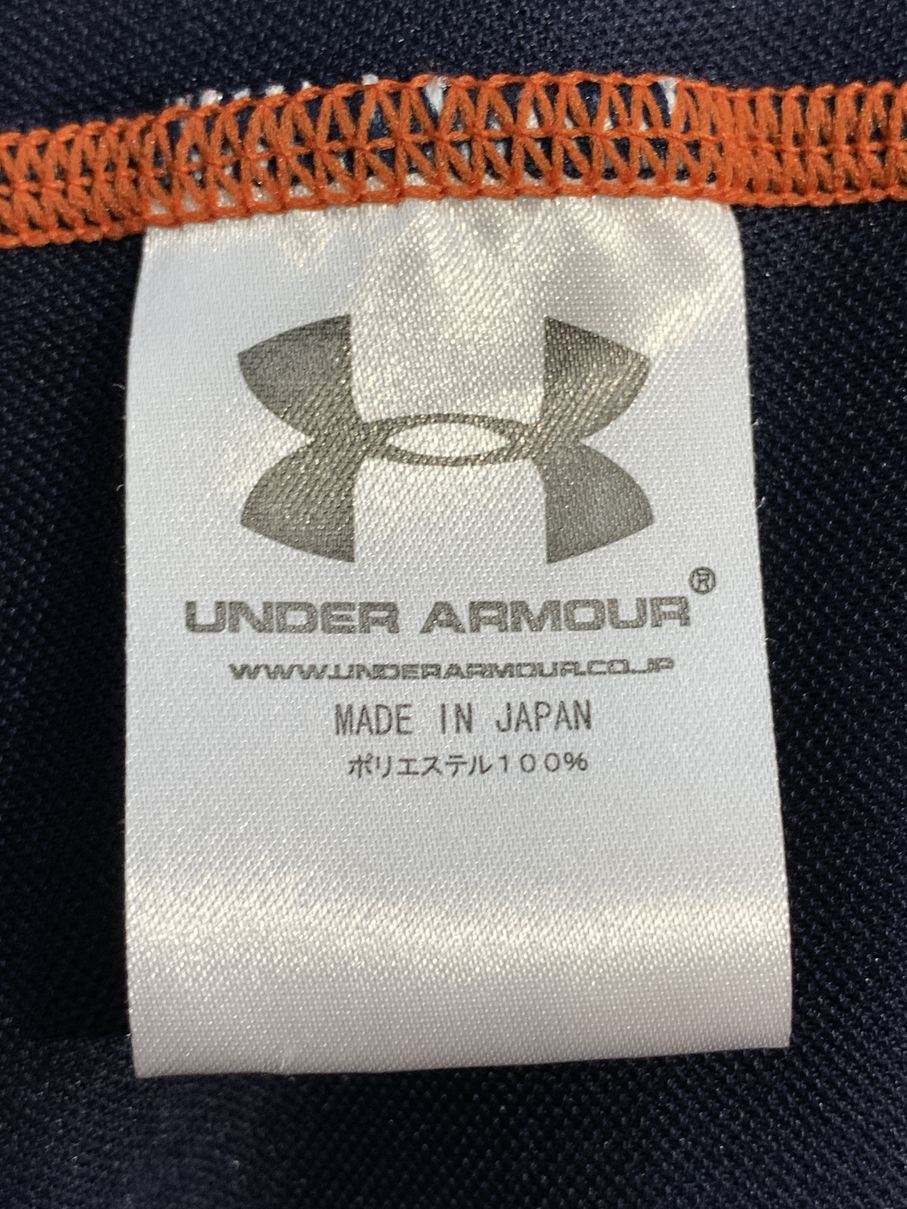 UNDER ARMOUR®
WWW.UNDERARMOUR.CO.JP
MADE IN JAPAN
ポリエステル１００％